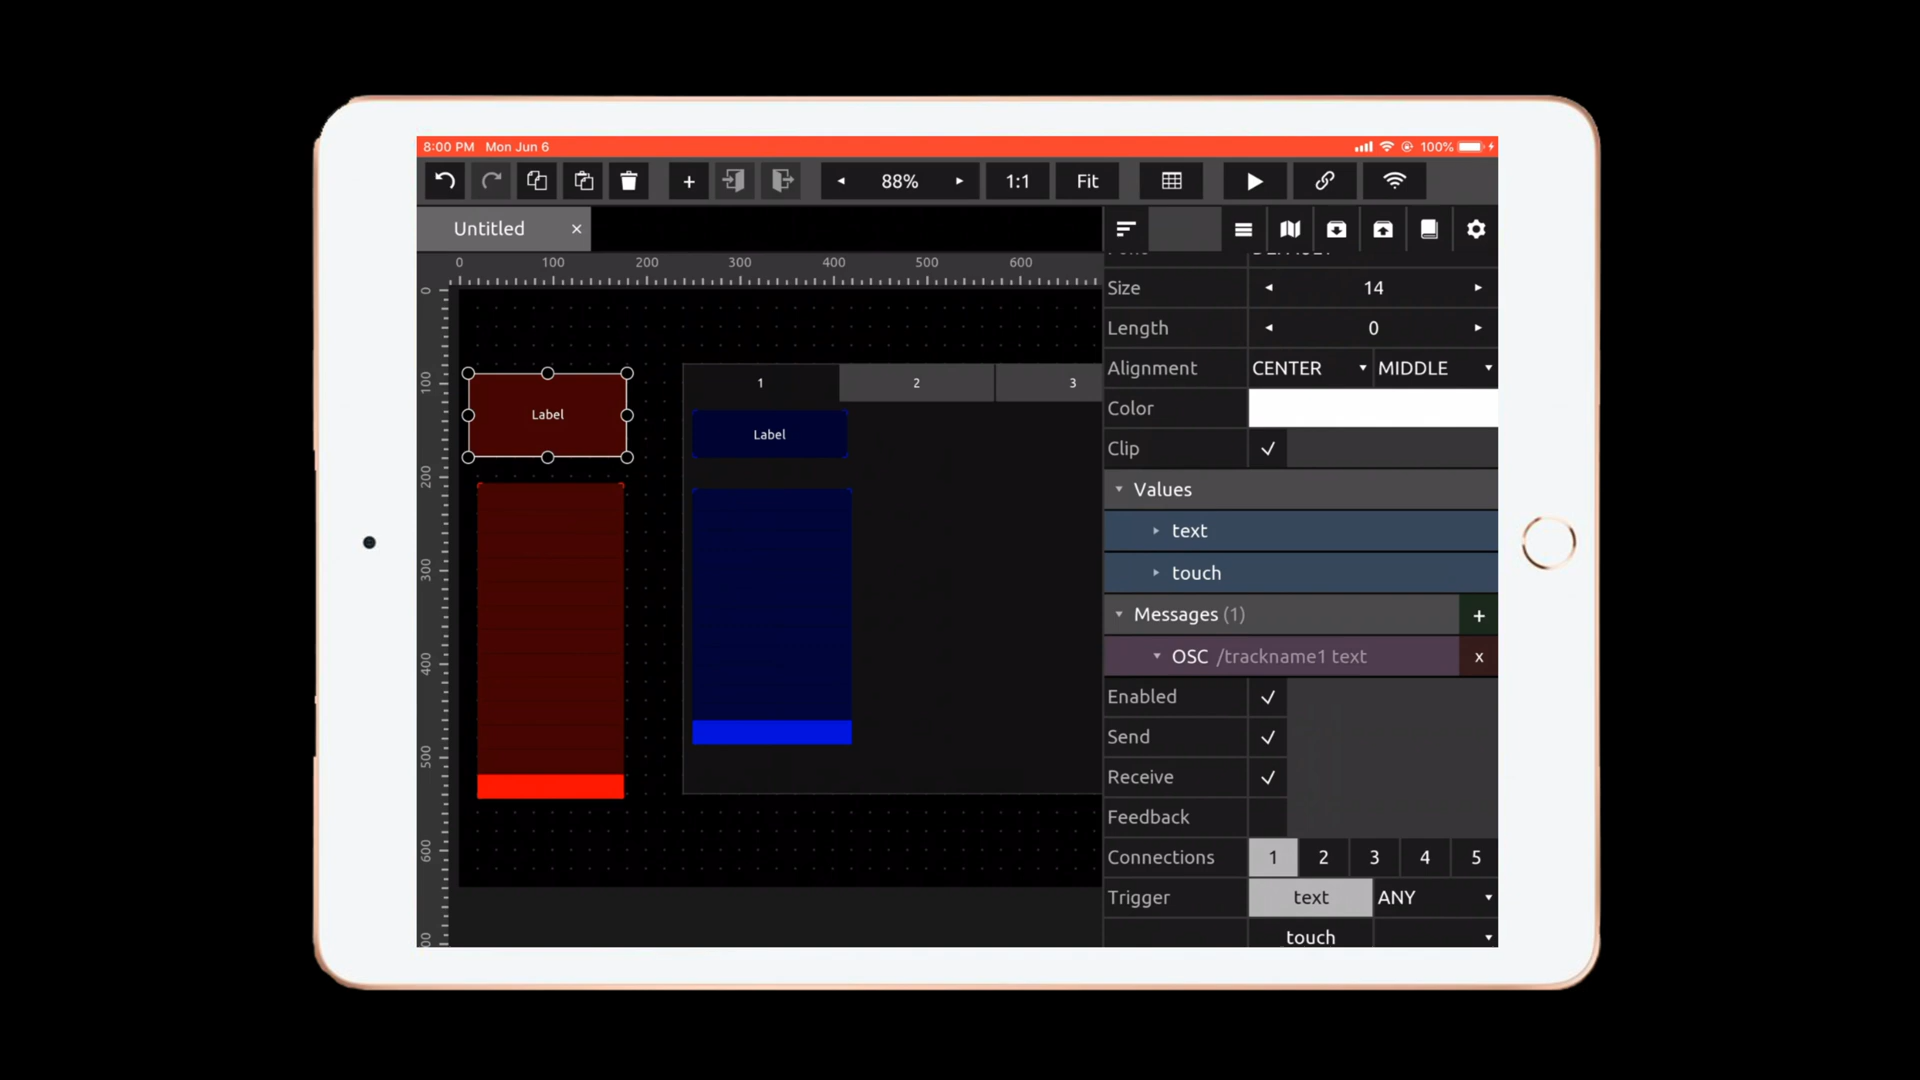 8:00 PM Mon Jun 6 100%
88% 1:1 Fit
Untitled
0 100 200 300 400 500 600
0
100
200
300
400
500
600
1 2 3
Label
Label
Size 14
Length 0
Alignment CENTER MIDDLE
Color
Clip
Values
text
touch
Messages (1) +
OSC /trackname1 text x
Enabled
Send
Receive
Feedback
Connections 1 2 3 4 5
Trigger text ANY
touch